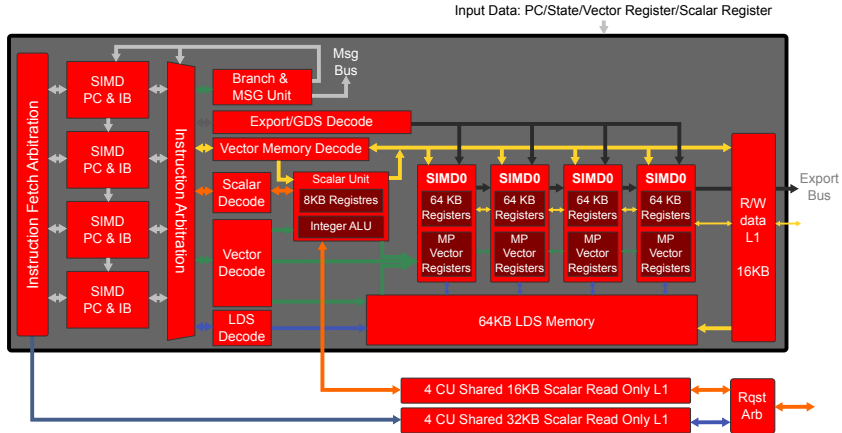 Input Data: PC/State/Vector Register/Scalar Register
Instruction Fetch Arbitration
SIMD
PC & IB
SIMD
PC & IB
SIMD
PC & IB
SIMD
PC & IB
Instruction Arbitration
Branch &
MSG Unit
Msg
Bus
Export/GDS Decode
Vector Memory Decode
Scalar
Decode
Scalar Unit
8KB Registres
Integer ALU
Vector
Decode
LDS
Decode
SIMD0
64 KB
Registers
MP
Vector
Registers
SIMD0
64 KB
Registers
MP
Vector
Registers
SIMD0
64 KB
Registers
MP
Vector
Registers
SIMD0
64 KB
Registers
MP
Vector
Registers
64KB LDS Memory
R/W
data
L1
16KB
Export
Bus
4 CU Shared 16KB Scalar Read Only L1
4 CU Shared 32KB Scalar Read Only L1
Rqst
Arb